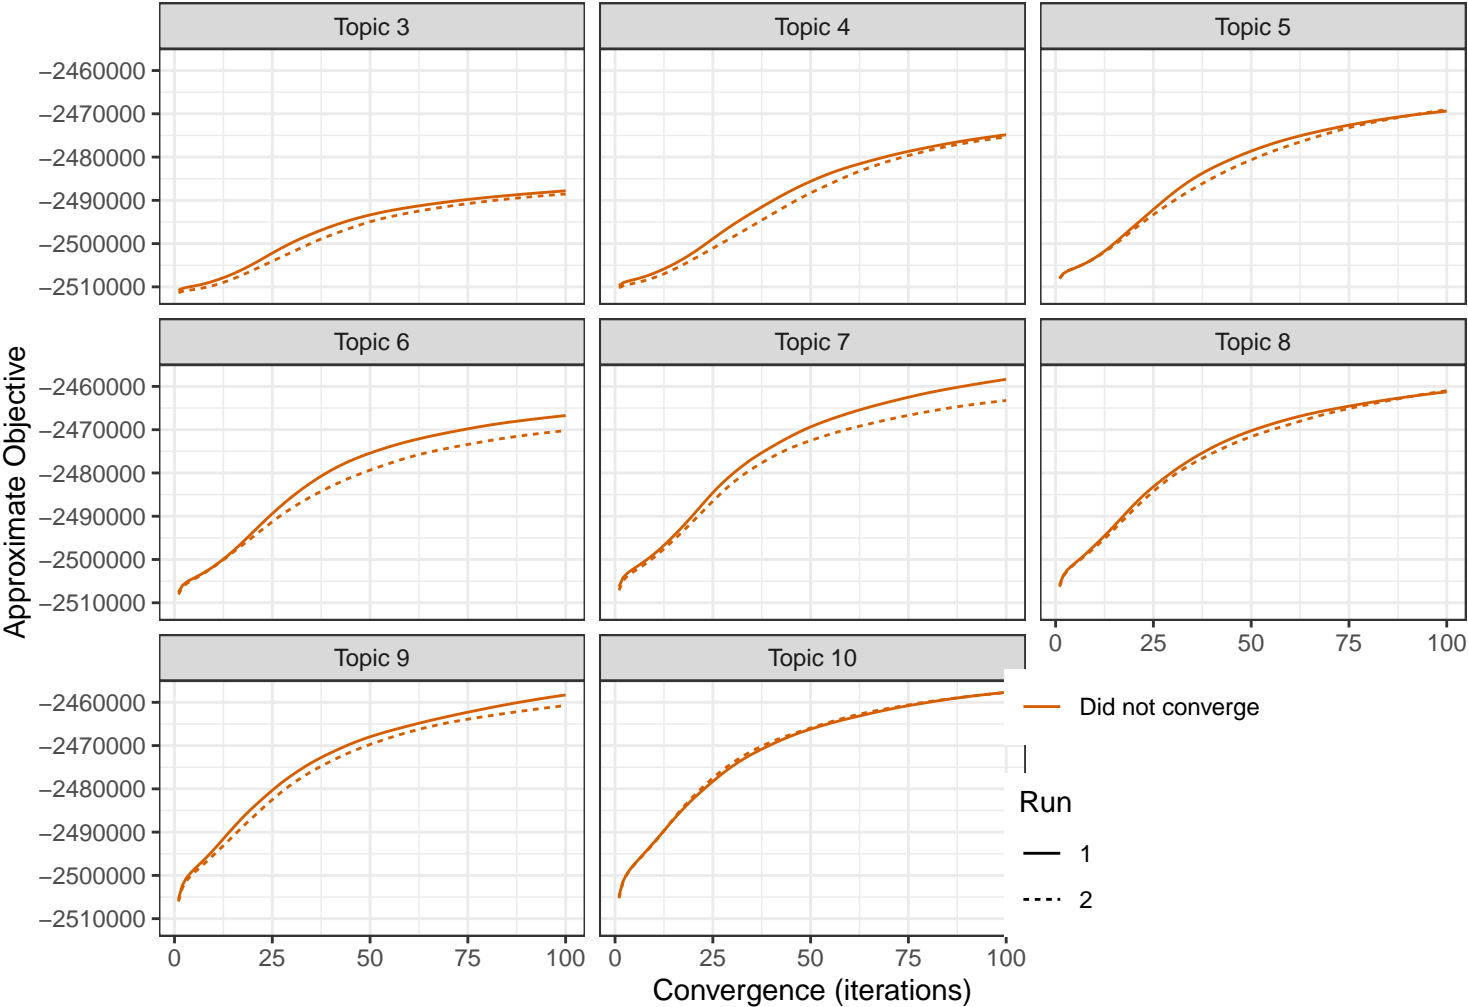 Topic 3
Topic 4
Topic 5
−2460000
−2470000
−2480000
−2490000
−2500000
−2510000
Topic 6
Topic 7
Topic 8
−2460000
−2470000
−2480000
−2490000
−2500000
−2510000
0
25
50
75
100
Topic 9
Topic 10
−2460000
−2470000
−2480000
−2490000
−2500000
−2510000
0
25
50
75
100
0
25
50
75
100
Approximate Objective
Convergence (iterations)
Did not converge
Run
1
2